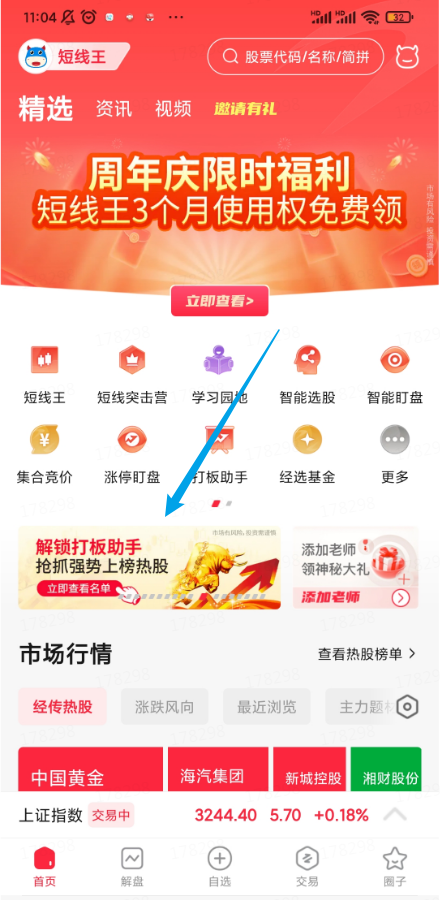 11:04
HD HD 32
短线王
股票代码/名称/简拼
精选 资讯 视频 邀请有礼
周年庆限时福利
短线王3个月使用权免费领
市场有风险 投资需谨慎
立即查看>
短线王 短线突击营 学习园地 智能选股 智能盯盘
集合竞价 涨停盯盘 打板助手 经选基金 更多
市场有风险,投资需谨慎
解锁打板助手
抢抓强势上榜热股
立即查看名单
添加老师
领神秘大礼
添加老师
市场行情 查看热股榜单
经传热股 涨跌风向 最近浏览 主力题材
中国黄金 海汽集团 新城控股 湘财股份
上证指数 交易中 3244.40 5.70 +0.18%
首页 解盘 自选 交易 圈子